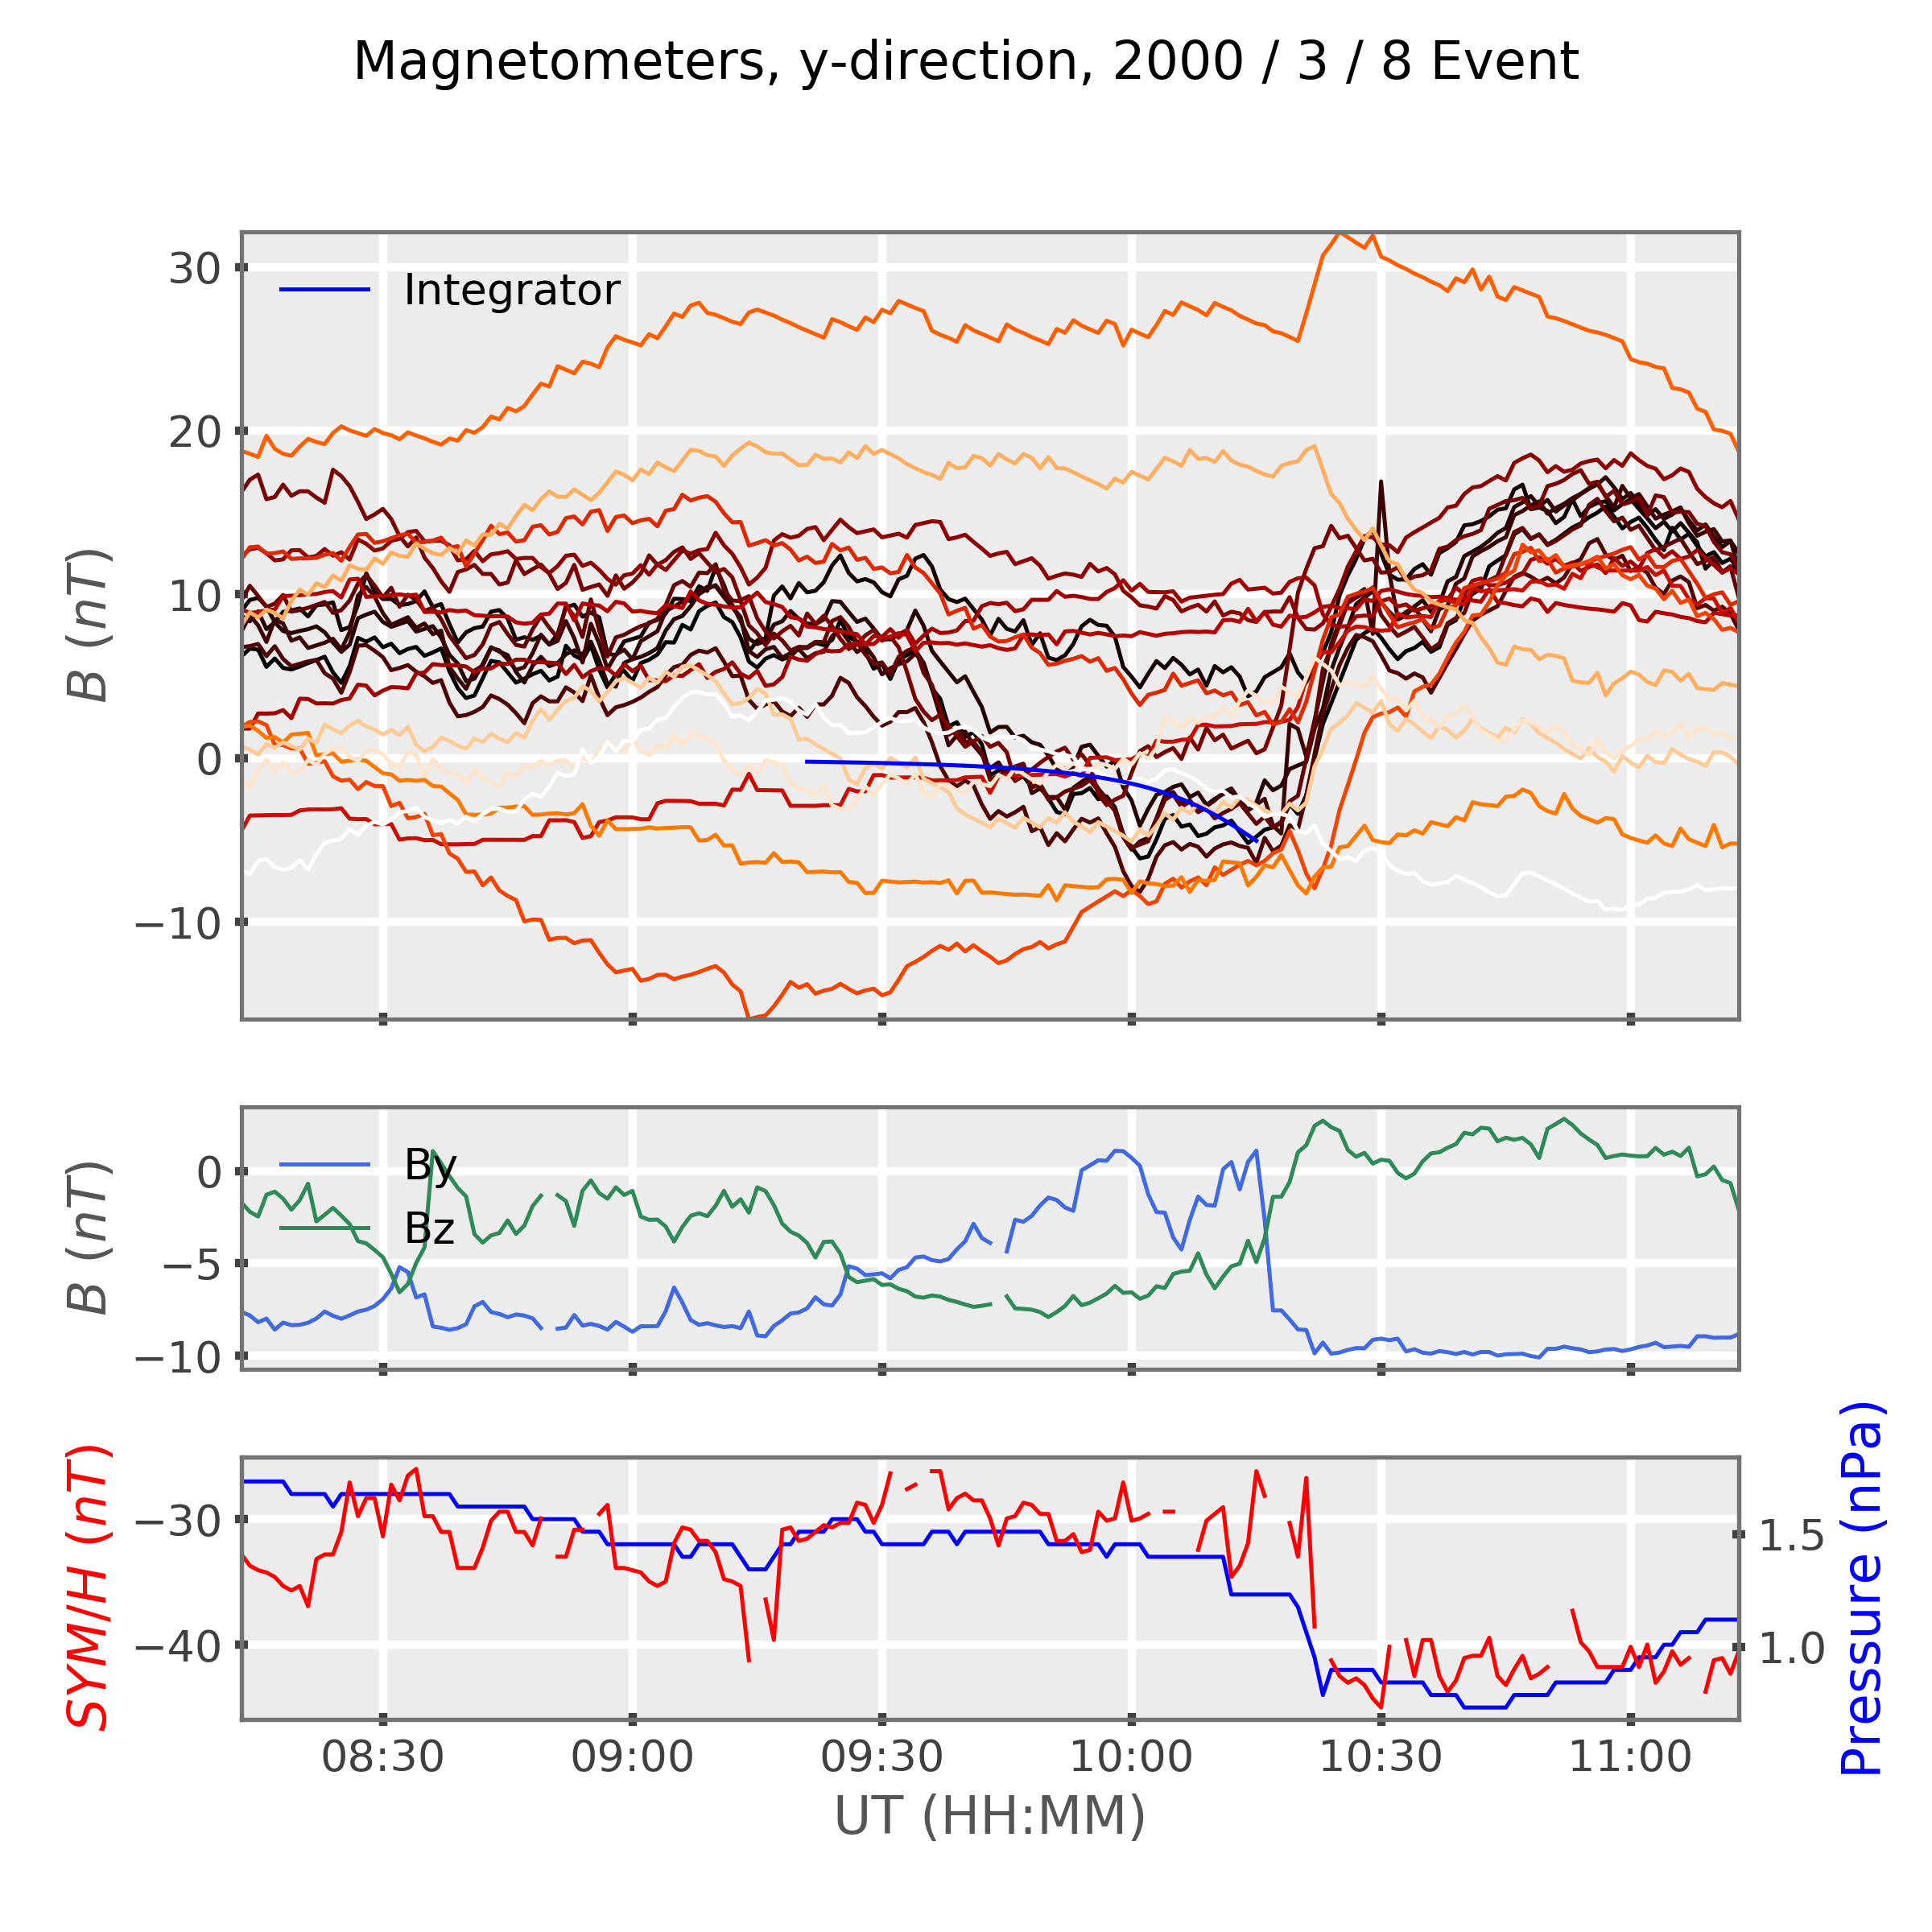 Magnetometers, y-direction, 2000 / 3 / 8 Event
30
20
10
0
−10
B (nT)
Integrator
0
−5
−10
B (nT)
By
Bz
−30
−40
SYM/H (nT)
1.5
1.0
Pressure (nPa)
08:30 09:00 09:30 10:00 10:30 11:00
UT (HH:MM)